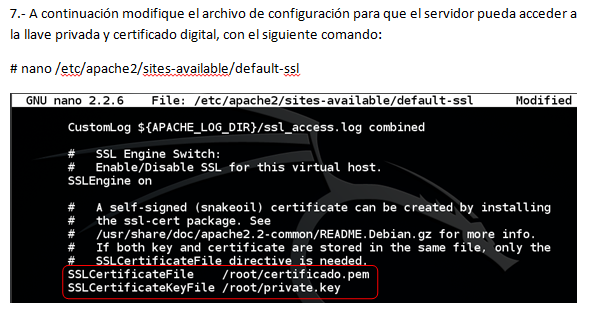 7.- A continuación modifique el archivo de configuración para que el servidor pueda acceder a
la llave privada y certificado digital, con el siguiente comando:
# nano /etc/apache2/sites-available/default-ssl
GNU nano 2.2.6 File: /etc/apache2/sites-available/default-ssl Modified
CustomLog ${APACHE_LOG_DIR}/ssl_access.log combined
# SSL Engine Switch:
# Enable/Disable SSL for this virtual host.
SSLEngine on
# A self-signed (snakeoil) certificate can be created by installing
# the ssl-cert package. See
# /usr/share/doc/apache2.2-common/README.Debian.gz for more info.
# If both key and certificate are stored in the same file, only the
# SSLCertificateFile directive is needed.
SSLCertificateFile /root/certificado.pem
SSLCertificateKeyFile /root/private.key